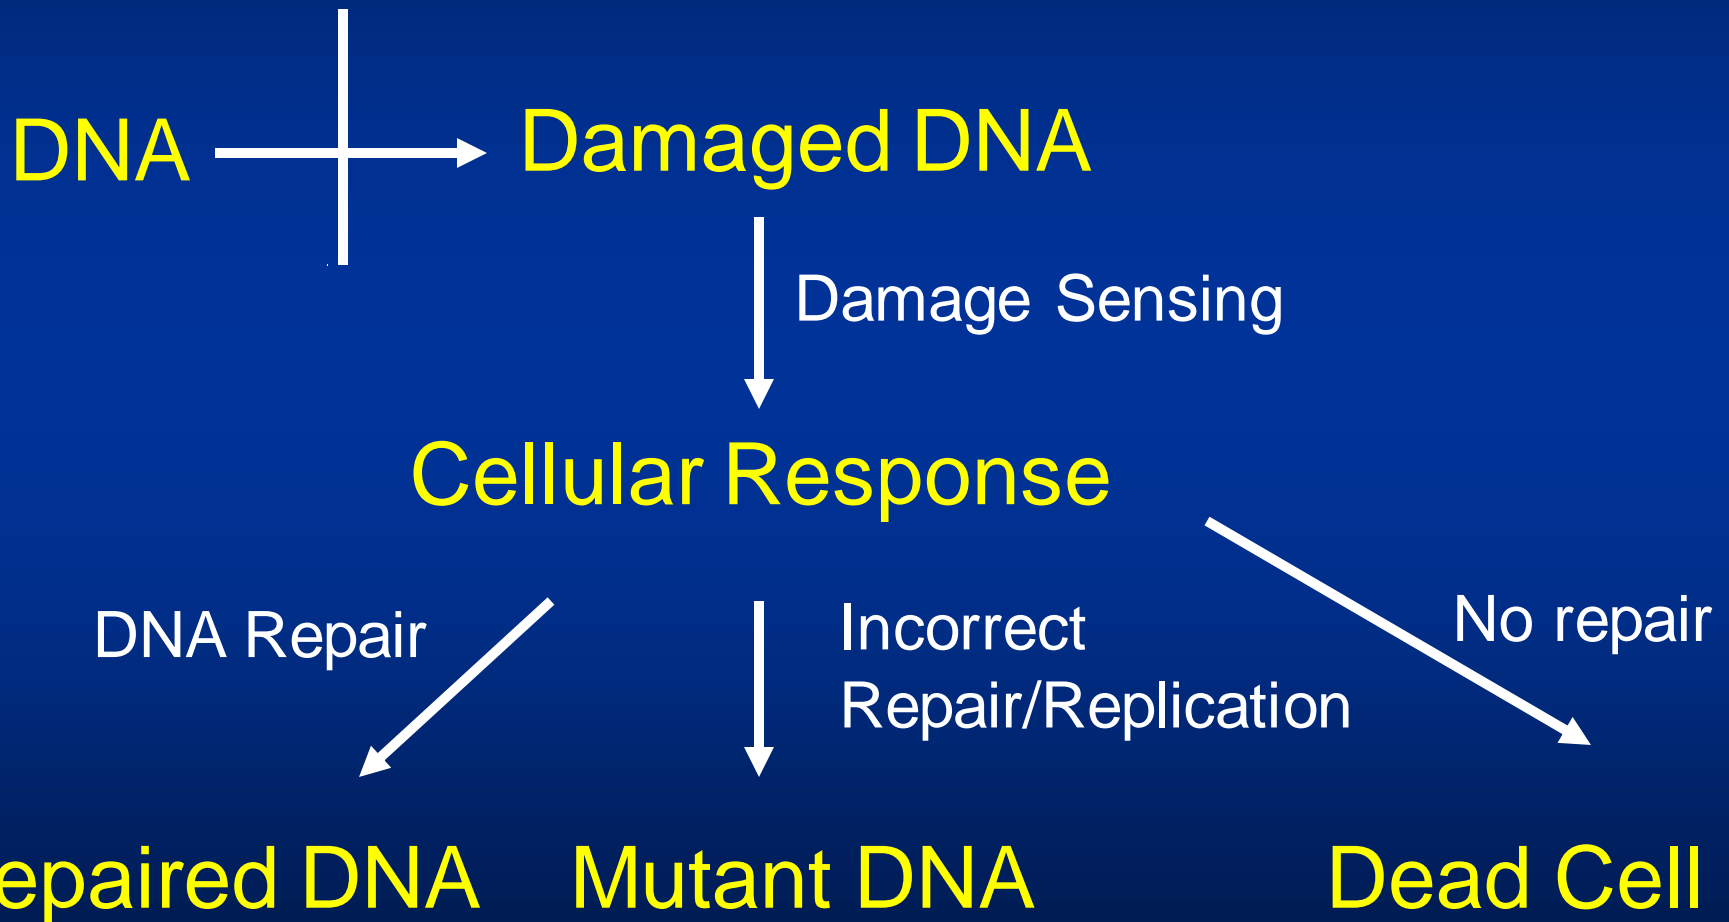 DNA
Damaged DNA
Damage Sensing
Cellular Response
DNA Repair
Incorrect
Repair/Replication
No repair
epaired DNA
Mutant DNA
Dead Cell